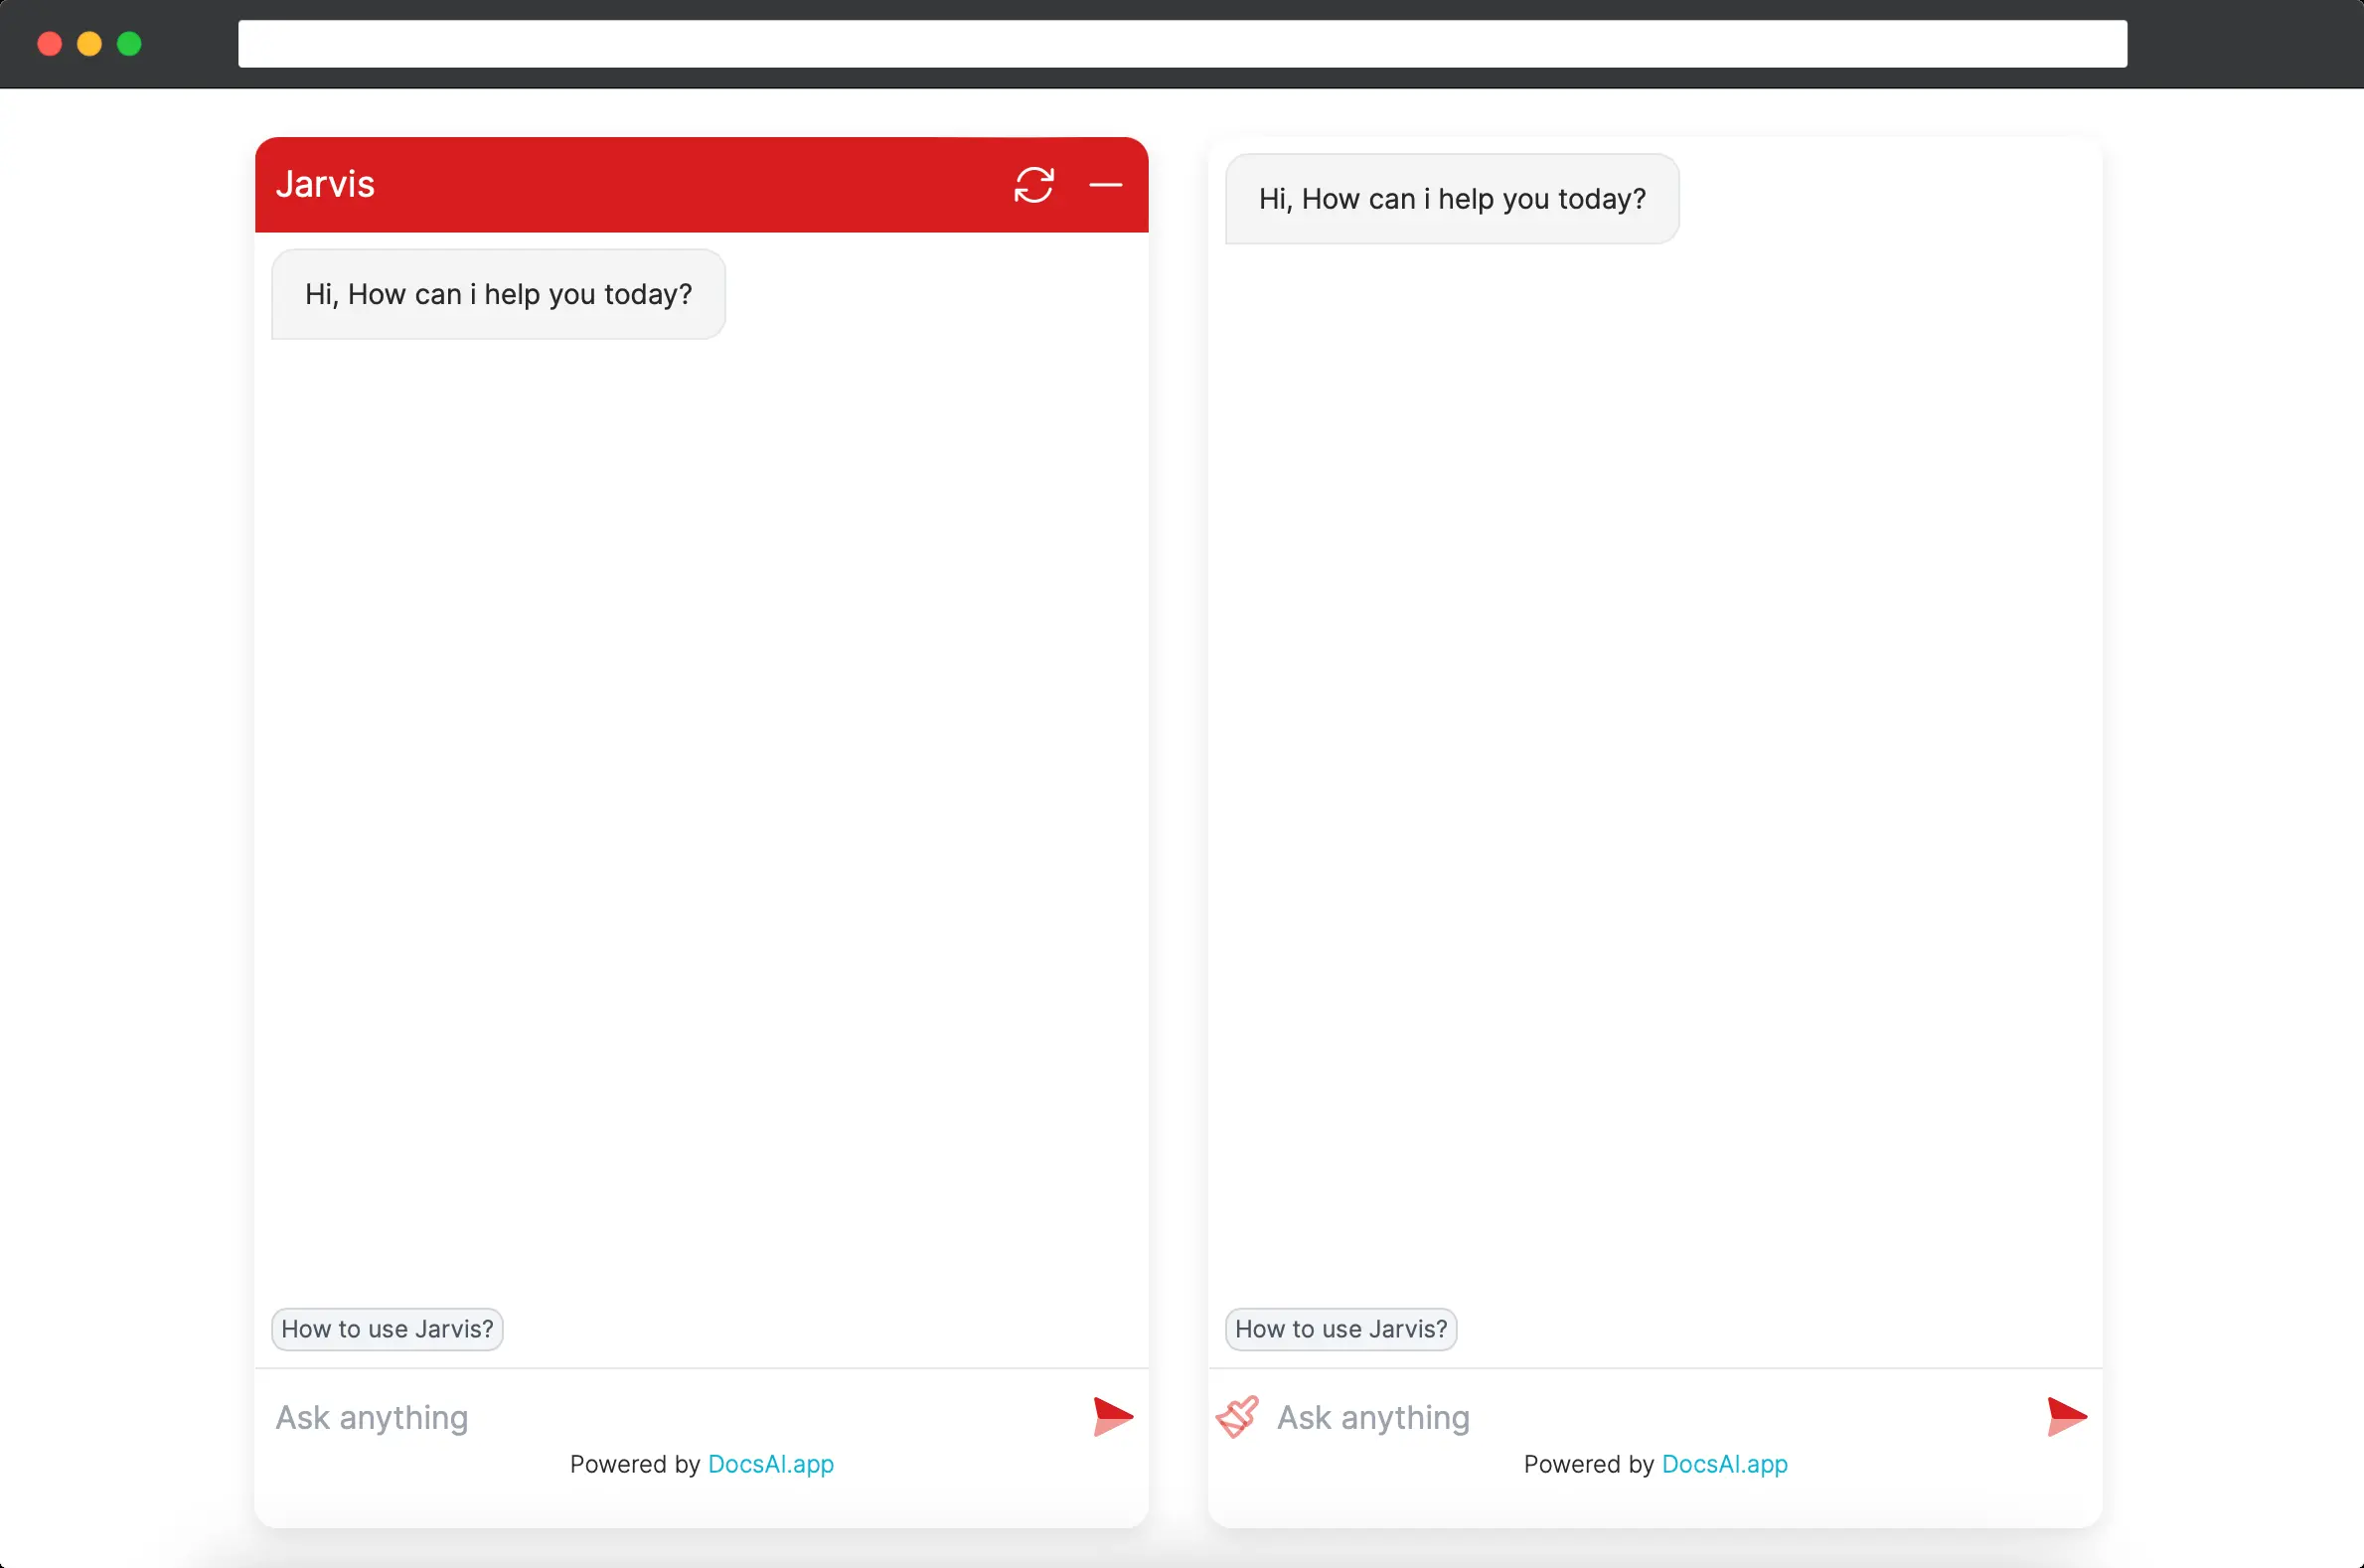 Jarvis
Hi, How can i help you today?
How to use Jarvis?
Ask anything
Powered by DocsAI.app
Hi, How can i help you today?
How to use Jarvis?
Ask anything
Powered by DocsAI.app